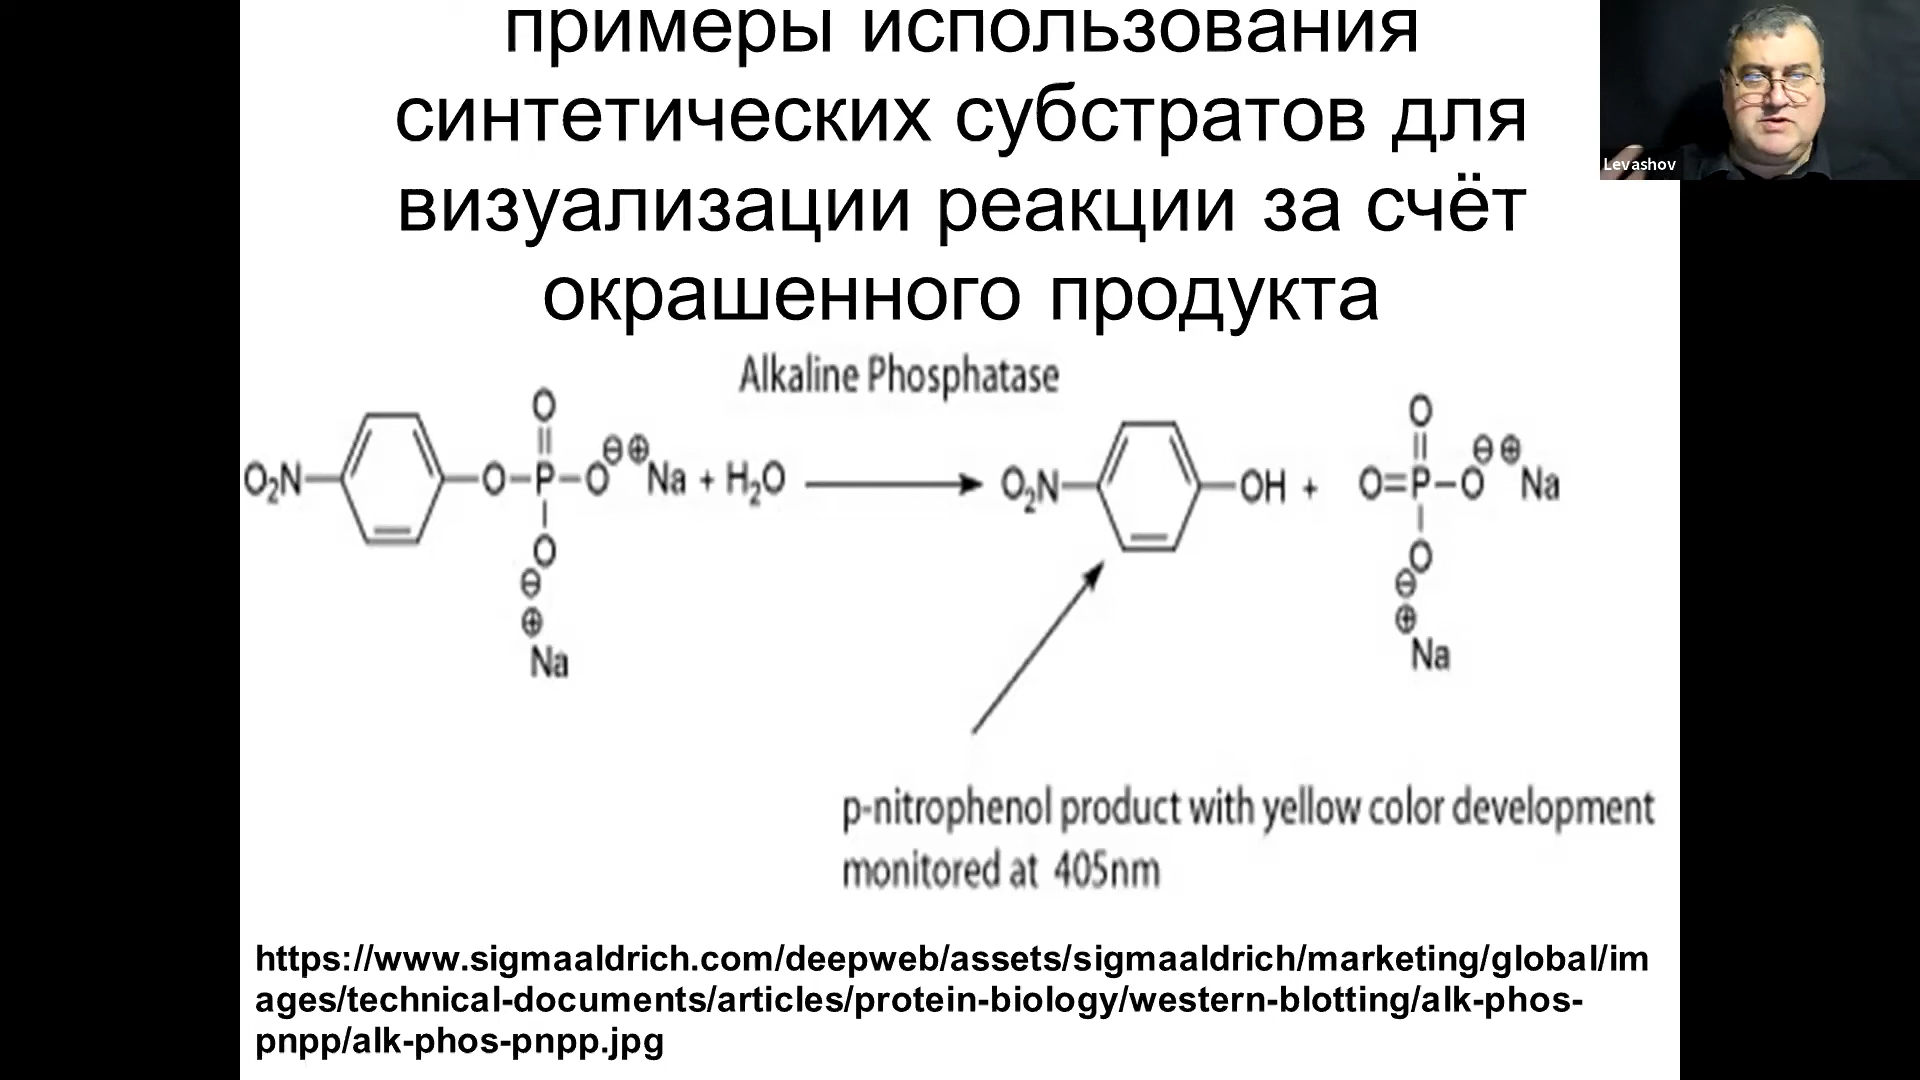 примеры использования
синтетических субстратов для
визуализации реакции за счёт
окрашенного продукта
Levashov
Alkaline Phosphatase
O₂N O P O O O ⊖ ⊕ Na + H₂O O₂N OH + O=P–O O O ⊖ ⊕ Na
⊖ ⊖
⊕ ⊕
Na Na
p-nitrophenol product with yellow color development
monitored at 405nm
https://www.sigmaaldrich.com/deepweb/assets/sigmaaldrich/marketing/global/im
ages/technical-documents/articles/protein-biology/western-blotting/alk-phos-
pnpp/alk-phos-pnpp.jpg